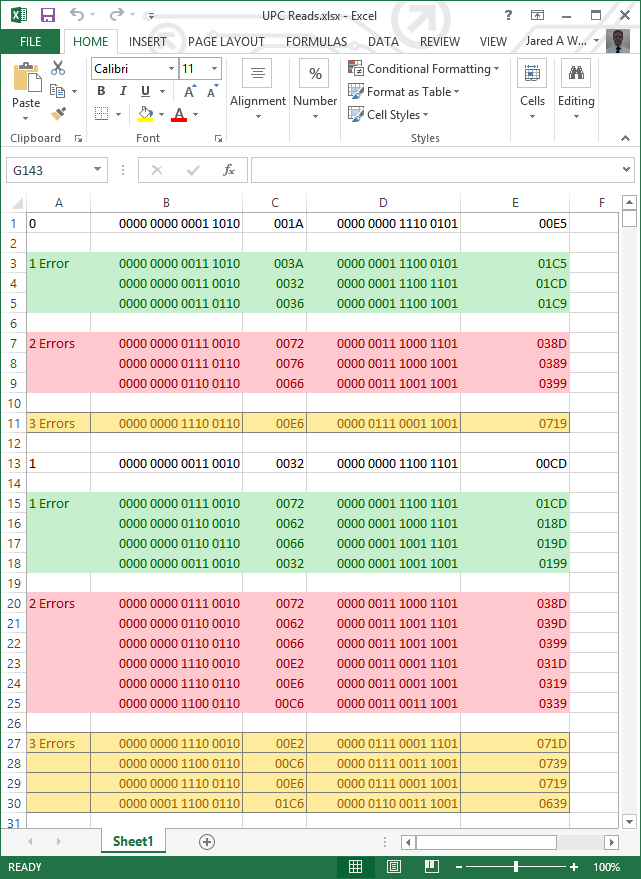 UPC Reads.xlsx - Excel
?
FILE HOME INSERT PAGE LAYOUT FORMULAS DATA REVIEW VIEW Jared A W...
Paste
Calibri 11
B I U A A
A
%
Alignment Number
Conditional Formatting
Format as Table
Cell Styles
Cells Editing
Clipboard Font Styles
G143 fx
A B C D E F
1 0 0000 0000 0001 1010 001A 0000 0000 1110 0101 00E5
2
3 1 Error 0000 0000 0011 1010 003A 0000 0001 1100 0101 01C5
4 0000 0000 0011 0010 0032 0000 0001 1100 1101 01CD
5 0000 0000 0011 0110 0036 0000 0001 1100 1001 01C9
6
7 2 Errors 0000 0000 0111 0010 0072 0000 0011 1000 1101 038D
8 0000 0000 0111 0110 0076 0000 0011 1000 1001 0389
9 0000 0000 0110 0110 0066 0000 0011 1001 1001 0399
10
11 3 Errors 0000 0000 1110 0110 00E6 0000 0111 0001 1001 0719
12
13 1 0000 0000 0011 0010 0032 0000 0000 1100 1101 00CD
14
15 1 Error 0000 0000 0111 0010 0072 0000 0001 1100 1101 01CD
16 0000 0000 0110 0010 0062 0000 0001 1000 1101 018D
17 0000 0000 0110 0110 0066 0000 0001 1001 1101 019D
18 0000 0000 0011 0010 0032 0000 0001 1001 1001 0199
19
20 2 Errors 0000 0000 0111 0010 0072 0000 0011 1000 1101 038D
21 0000 0000 0110 0010 0062 0000 0011 1001 1101 039D
22 0000 0000 0110 0110 0066 0000 0011 1001 1001 0399
23 0000 0000 1110 0010 00E2 0000 0011 0001 1101 031D
24 0000 0000 1110 0110 00E6 0000 0011 0001 1001 0319
25 0000 0000 1100 0110 00C6 0000 0011 0011 1001 0339
26
27 3 Errors 0000 0000 1110 0010 00E2 0000 0111 0001 1101 071D
28 0000 0000 1100 0110 00C6 0000 0111 0011 1001 0739
29 0000 0000 1110 0110 00E6 0000 0111 0001 1001 0719
30 0000 0001 1100 0110 01C6 0000 0110 0011 1001 0639
31
Sheet1
READY 100%